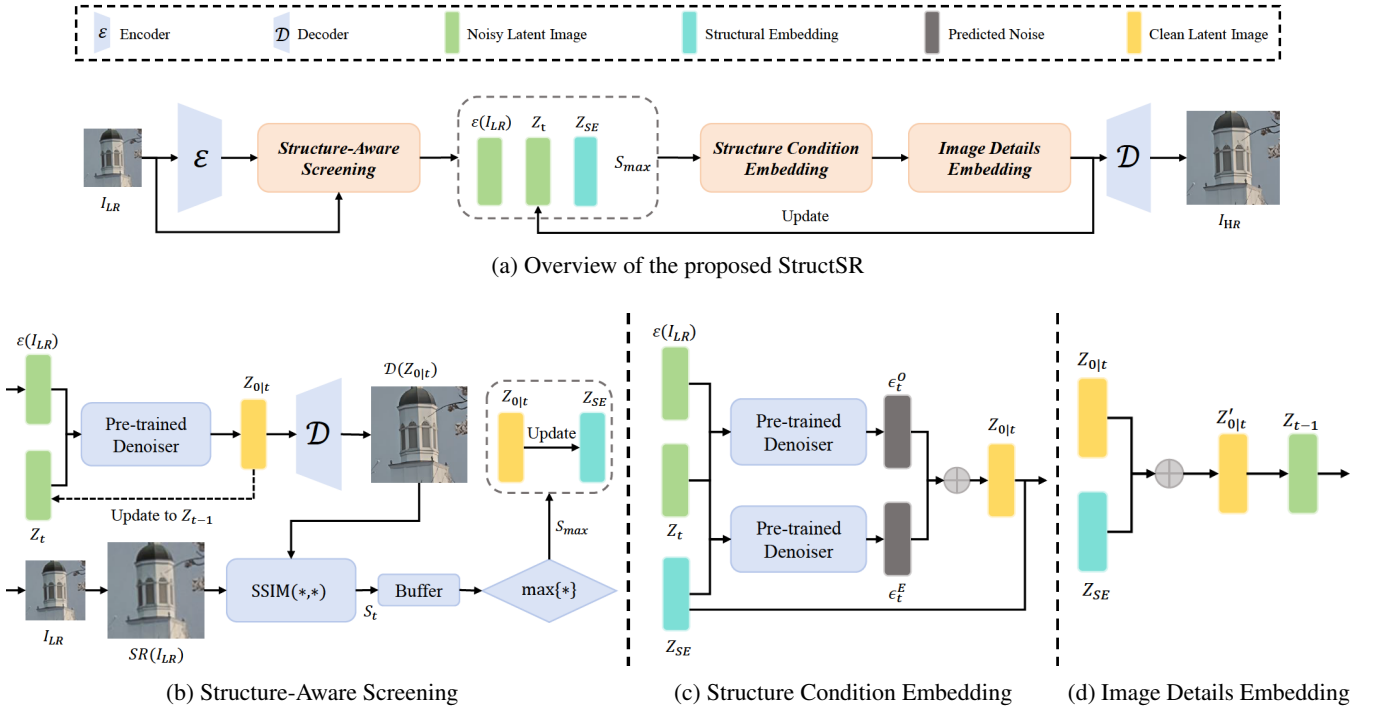 ℰ Encoder 𝒟 Decoder Noisy Latent Image Structural Embedding Predicted Noise Clean Latent Image
ε(I_LR) Z_t Z_SE
ℰ Structure-Aware
Screening
S_max
Structure Condition
Embedding
Image Details
Embedding
𝒟
I_LR
Update
I_HR
(a) Overview of the proposed StructSR
ε(I_LR)
Z_0|t
𝒟(Z_0|t)
Pre-trained
Denoiser
𝒟
Z_0|t Z_SE
Update
Update to Z_{t−1}
Z_t
S_max
SSIM(*,*)
S_t
Buffer
max{*}
I_LR
SR(I_LR)
(b) Structure-Aware Screening
ε(I_LR)
Pre-trained
Denoiser
ϵ_t^O
Z_0|t
Z_t
Pre-trained
Denoiser
ϵ_t^E
Z_SE
(c) Structure Condition Embedding
Z_0|t
Z′_0|t Z_{t−1}
Z_SE
(d) Image Details Embedding